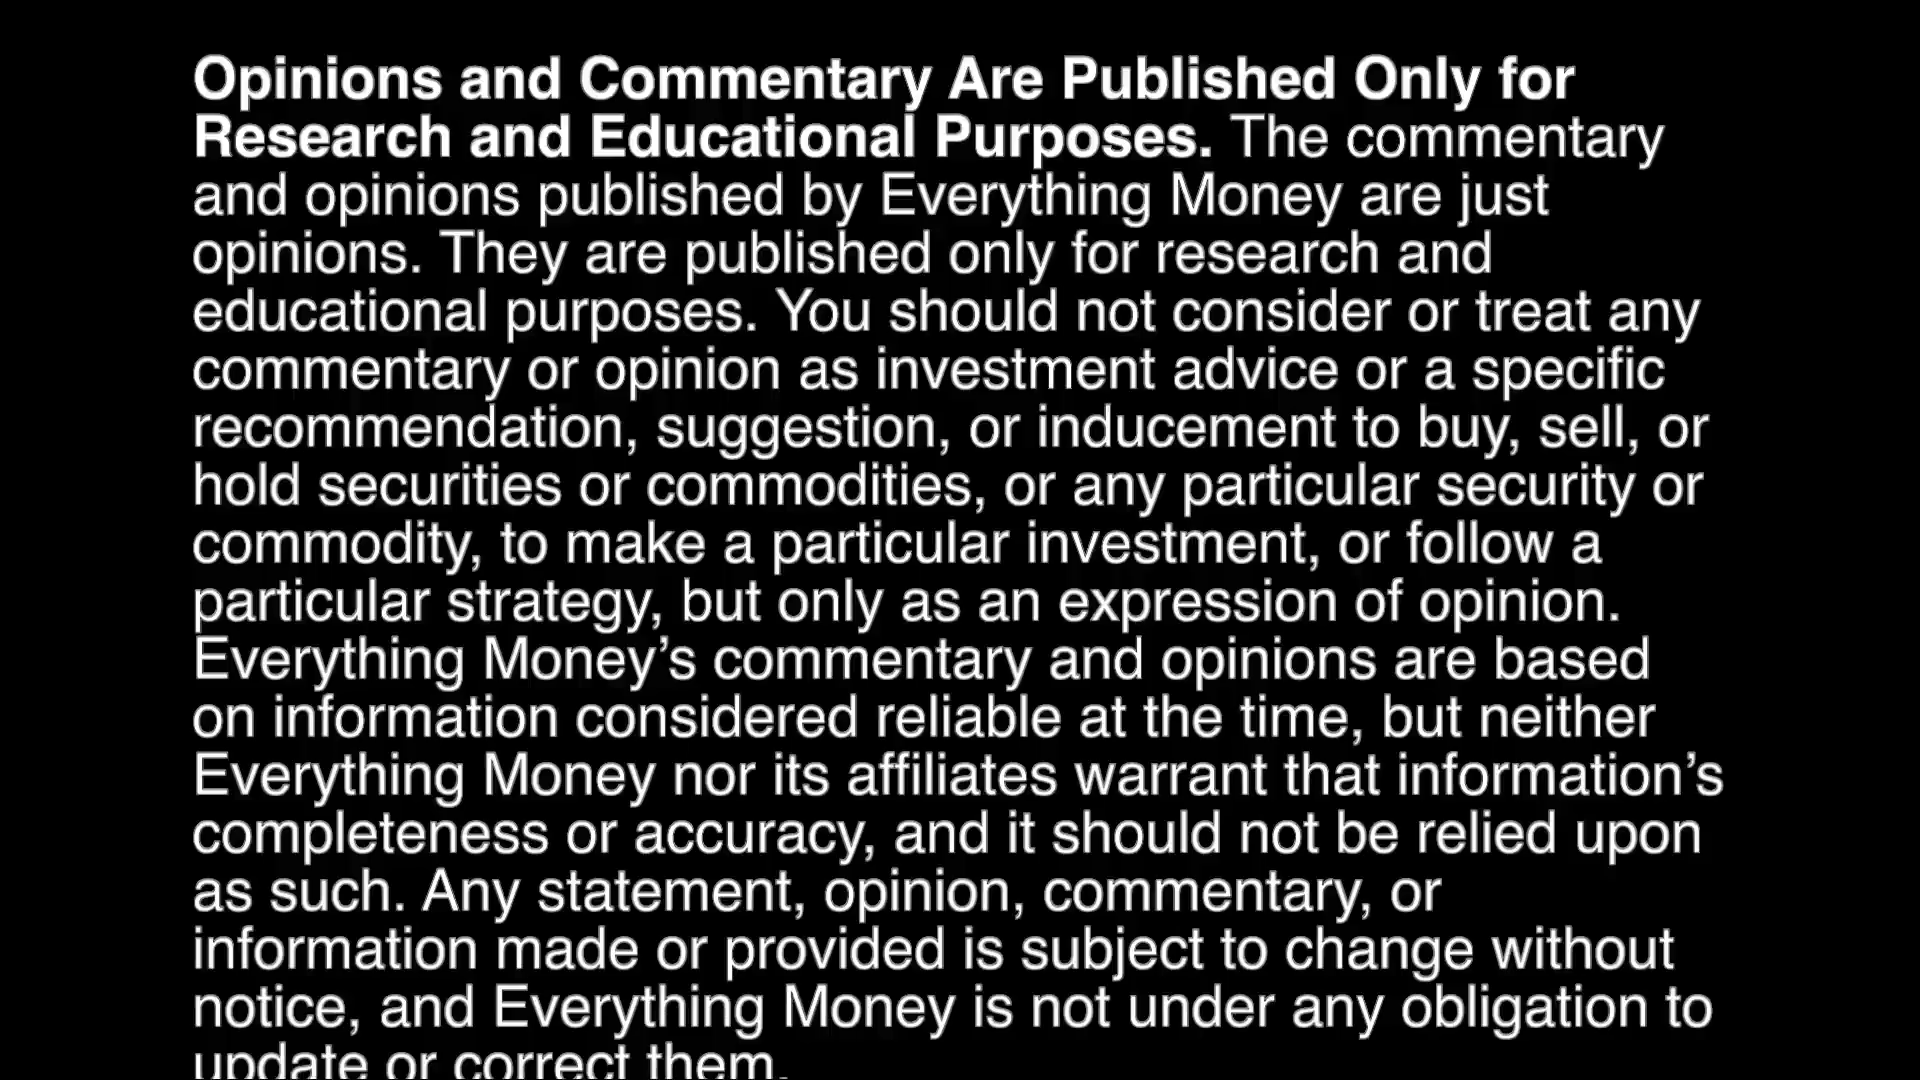 Opinions and Commentary Are Published Only for
Research and Educational Purposes. The commentary
and opinions published by Everything Money are just
opinions. They are published only for research and
educational purposes. You should not consider or treat any
commentary or opinion as investment advice or a specific
recommendation, suggestion, or inducement to buy, sell, or
hold securities or commodities, or any particular security or
commodity, to make a particular investment, or follow a
particular strategy, but only as an expression of opinion.
Everything Money’s commentary and opinions are based
on information considered reliable at the time, but neither
Everything Money nor its affiliates warrant that information’s
completeness or accuracy, and it should not be relied upon
as such. Any statement, opinion, commentary, or
information made or provided is subject to change without
notice, and Everything Money is not under any obligation to
update or correct them.